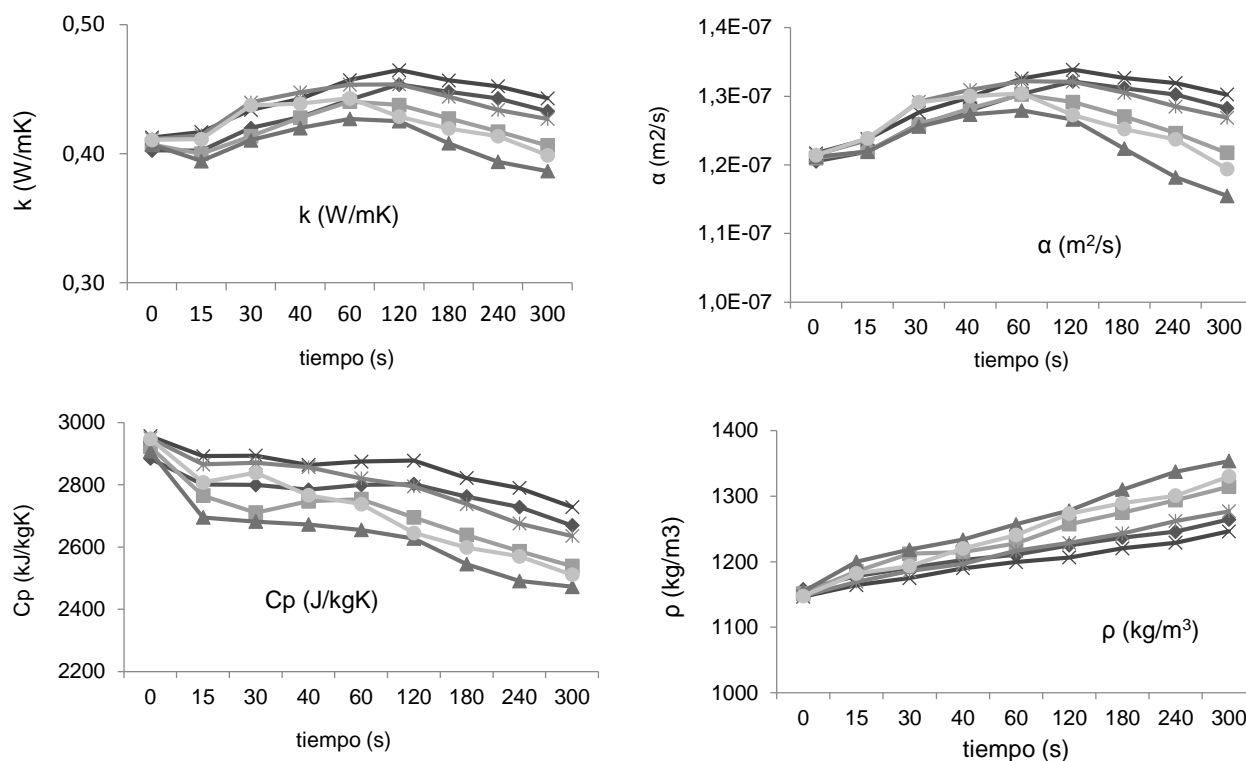 0,50
0,40
0,30
k (W/mK)
k (W/mK)
0 15 30 40 60 120 180 240 300
tiempo (s)
1,4E-07
1,3E-07
1,2E-07
1,1E-07
1,0E-07
α (m2/s)
α (m²/s)
0 15 30 40 60 120 180 240 300
tiempo (s)
3000
2800
2600
2400
2200
Cp (kJ/kgK)
Cp (J/kgK)
0 15 30 40 60 120 180 240 300
tiempo (s)
1400
1300
1200
1100
1000
ρ (kg/m3)
ρ (kg/m³)
0 15 30 40 60 120 180 240 300
tiempo (s)